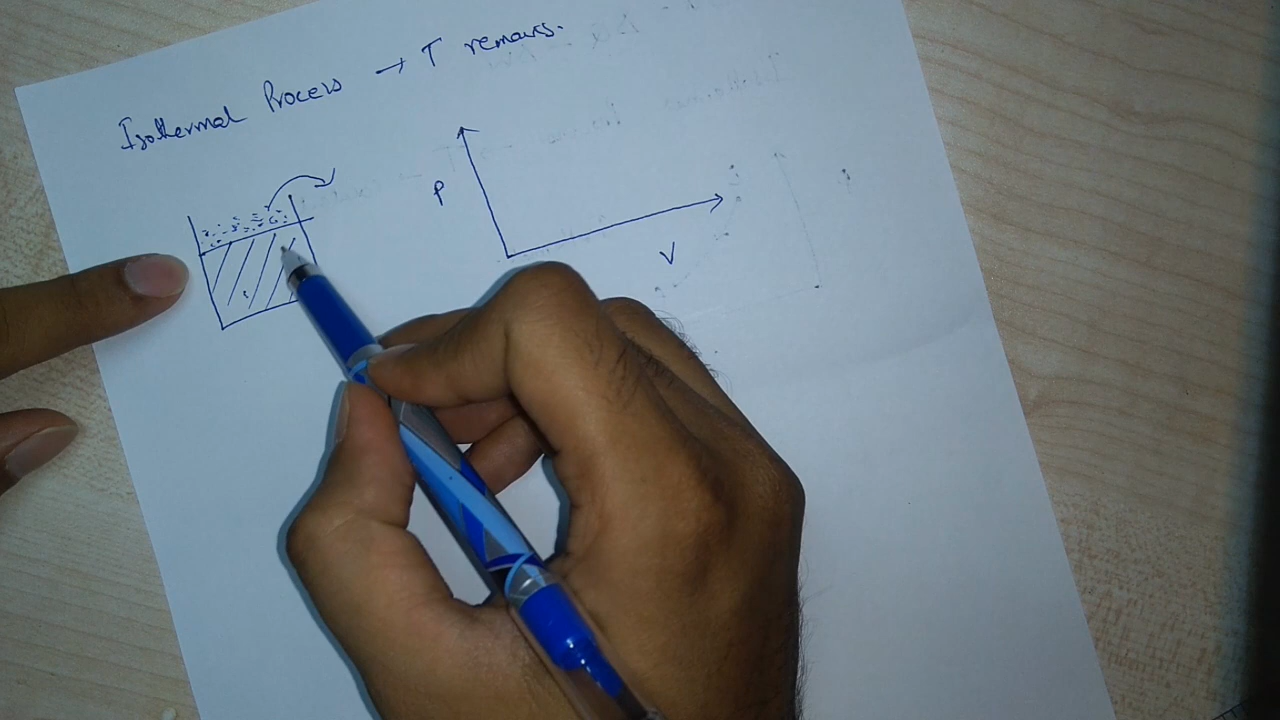 Isothermal Process → T remains.
P
V